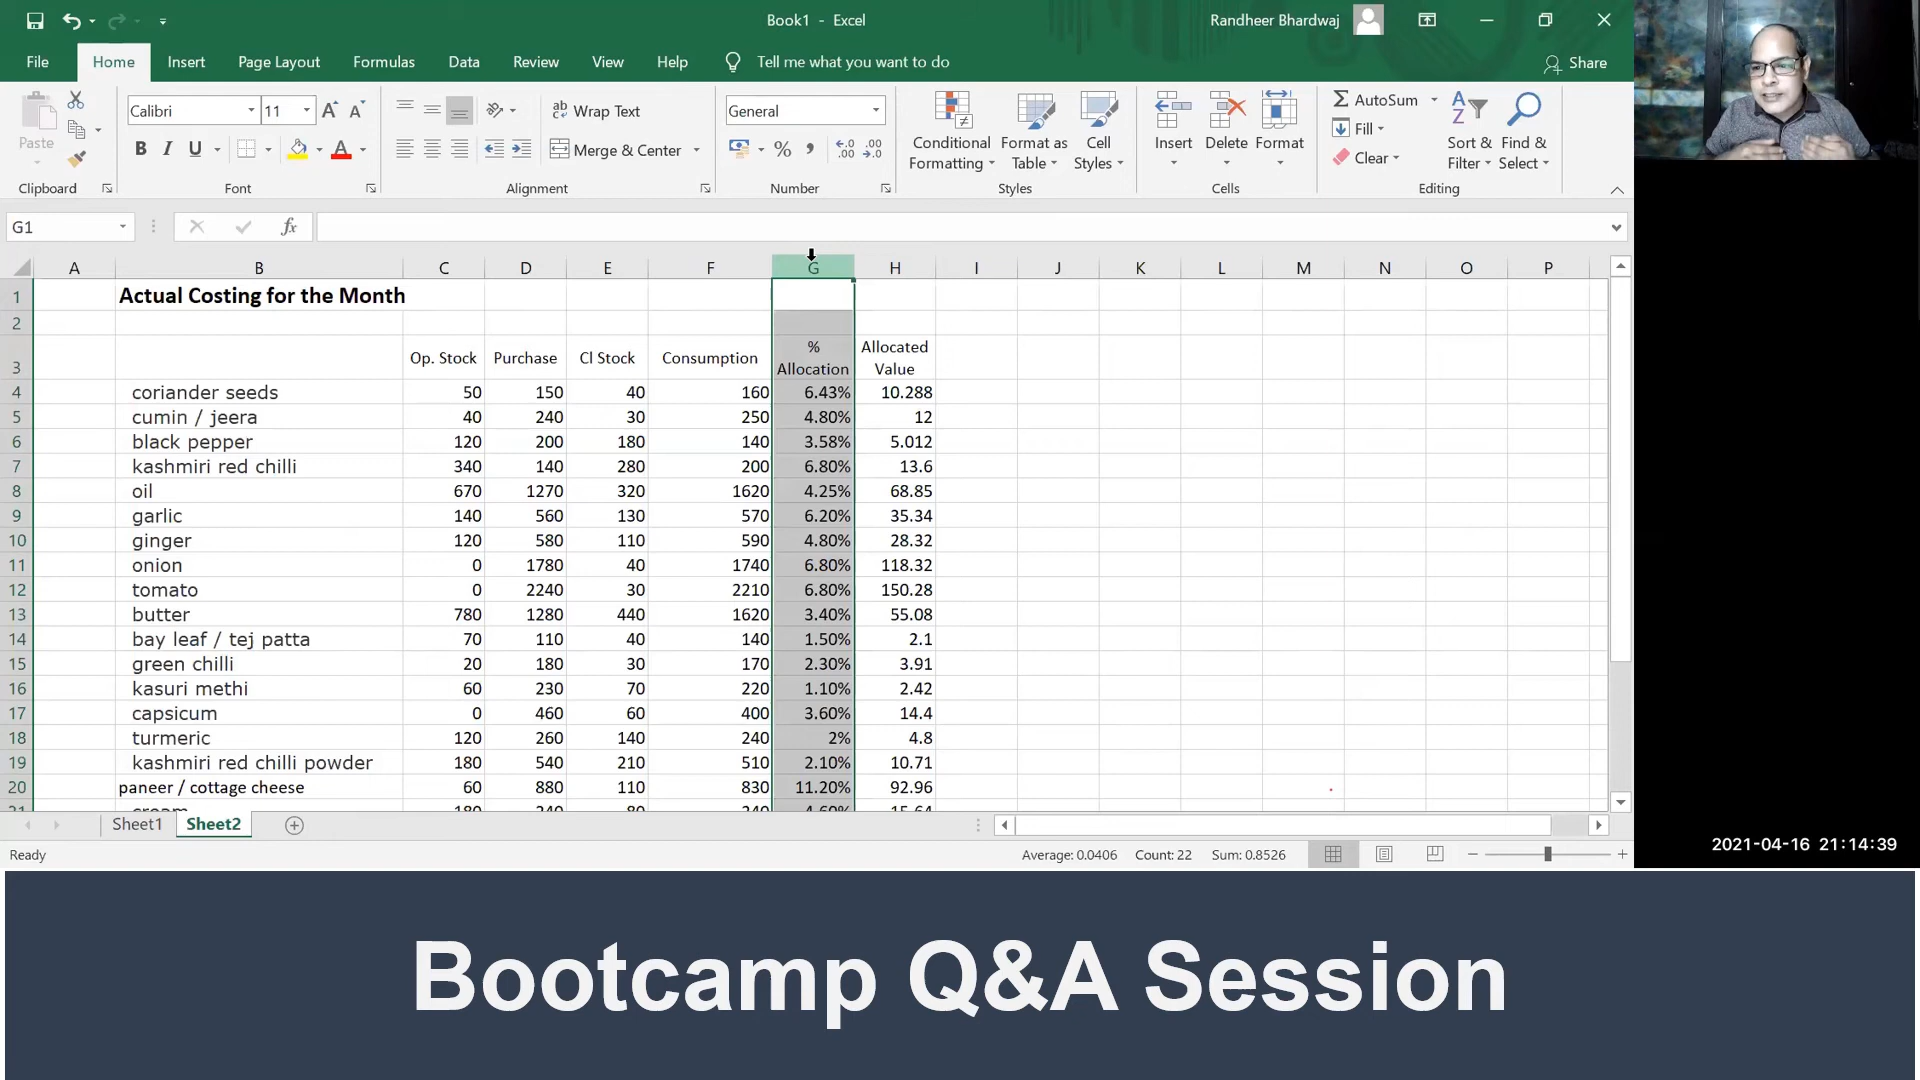 Book1 - Excel
Randheer Bhardwaj
File Home Insert Page Layout Formulas Data Review View Help Tell me what you want to do Share
Paste
Calibri 11
B I U A
ab Wrap Text
Merge & Center
General
% ,
Conditional Formatting
Format as Table
Cell Styles
Insert Delete Format
AutoSum
Fill
Clear
Sort & Filter
Find & Select
Clipboard Font Alignment Number Styles Cells Editing
G1 fx
A B C D E F G H I J K L M N O P
1 Actual Costing for the Month
2
3 Op. Stock Purchase Cl Stock Consumption % Allocation Allocated Value
4 coriander seeds 50 150 40 160 6.43% 10.288
5 cumin / jeera 40 240 30 250 4.80% 12
6 black pepper 120 200 180 140 3.58% 5.012
7 kashmiri red chilli 340 140 280 200 6.80% 13.6
8 oil 670 1270 320 1620 4.25% 68.85
9 garlic 140 560 130 570 6.20% 35.34
10 ginger 120 580 110 590 4.80% 28.32
11 onion 0 1780 40 1740 6.80% 118.32
12 tomato 0 2240 30 2210 6.80% 150.28
13 butter 780 1280 440 1620 3.40% 55.08
14 bay leaf / tej patta 70 110 40 140 1.50% 2.1
15 green chilli 20 180 30 170 2.30% 3.91
16 kasuri methi 60 230 70 220 1.10% 2.42
17 capsicum 0 460 60 400 3.60% 14.4
18 turmeric 120 260 140 240 2% 4.8
19 kashmiri red chilli powder 180 540 210 510 2.10% 10.71
20 paneer / cottage cheese 60 880 110 830 11.20% 92.96
21 cream 180 240 80 340 4.60% 15.64
Sheet1 Sheet2
Ready
Average: 0.0406 Count: 22 Sum: 0.8526
2021-04-16 21:14:39
Bootcamp Q&A Session